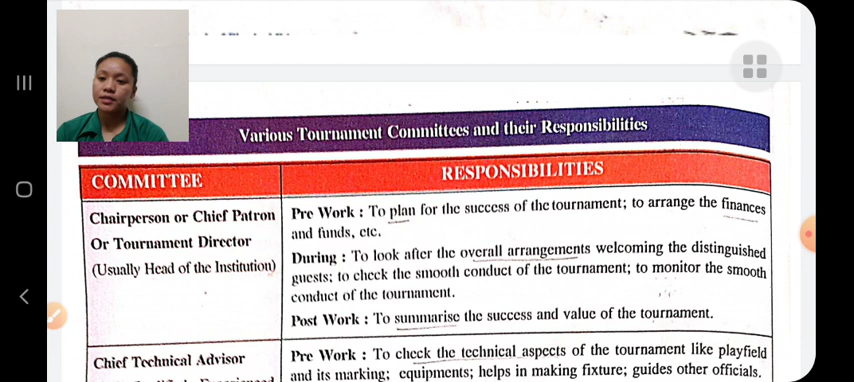 Various Tournament Committees and their Responsibilities
COMMITTEE
RESPONSIBILITIES
Chairperson or Chief Patron
Or Tournament Director
(Usually Head of the Institution)
Pre Work : To plan for the success of the tournament; to arrange the finances
and funds, etc.
During : To look after the overall arrangements welcoming the distinguished
guests; to check the smooth conduct of the tournament; to monitor the smooth
conduct of the tournament.
Post Work : To summarise the success and value of the tournament.
Chief Technical Advisor
Pre Work : To check the technical aspects of the tournament like playfield
and its marking; equipments; helps in making fixture; guides other officials.